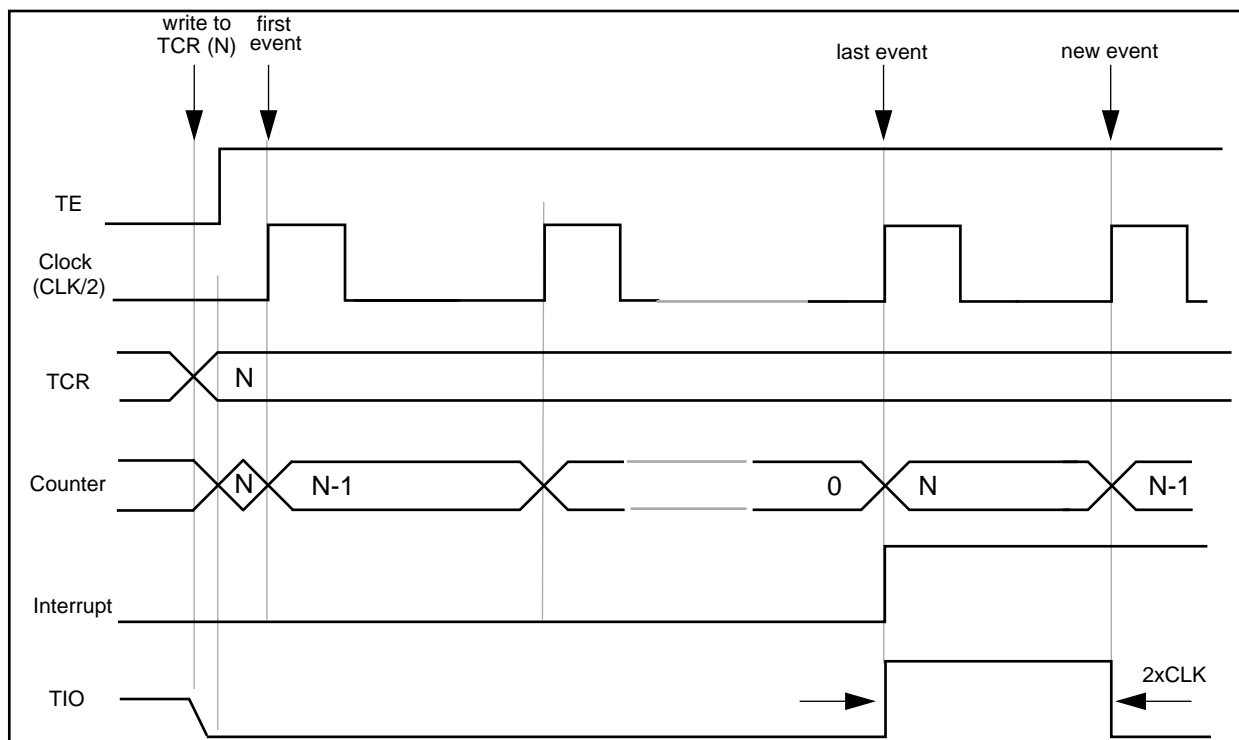 write to
TCR (N)
first
event
last event
new event
TE
Clock
(CLK/2)
TCR
N
Counter
N
N-1
0
N
N-1
Interrupt
TIO
2xCLK